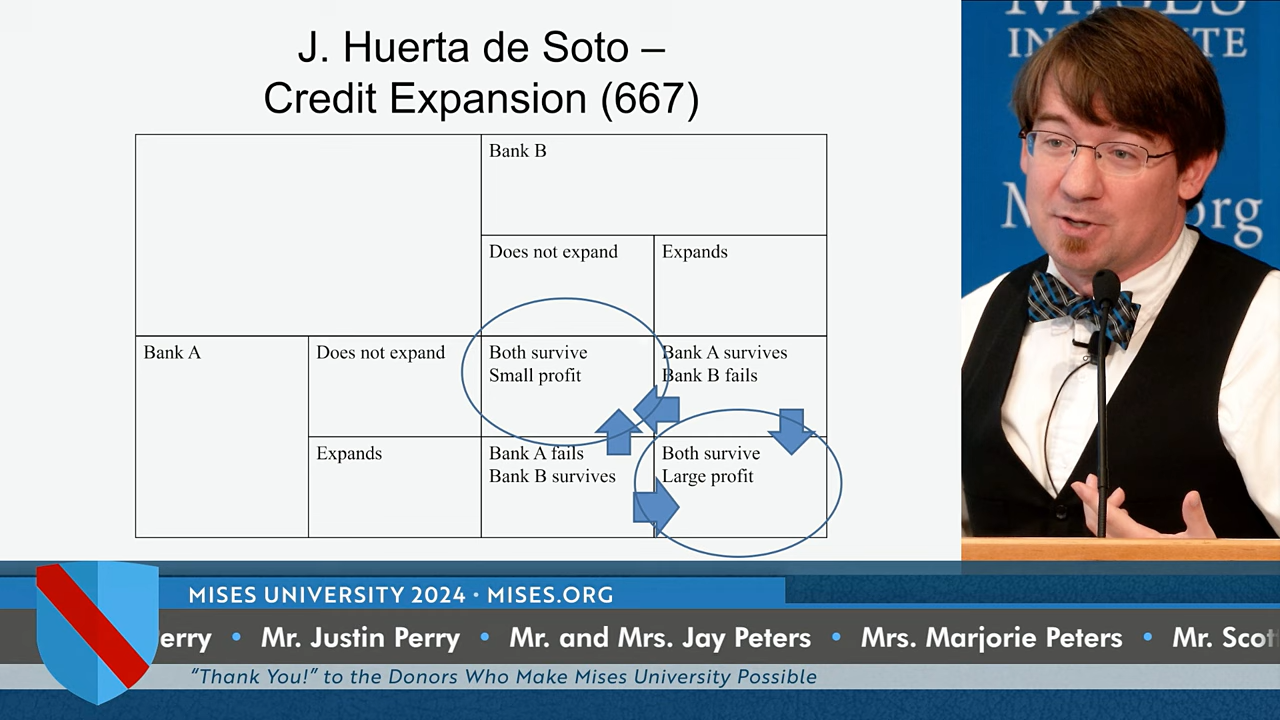 J. Huerta de Soto –
Credit Expansion (667)
Bank B
Does not expand
Expands
Bank A
Does not expand
Both survive
Small profit
Bank A survives
Bank B fails
Expands
Bank A fails
Bank B survives
Both survive
Large profit
INSTITUTE
MISES UNIVERSITY 2024 • MISES.ORG
erry • Mr. Justin Perry • Mr. and Mrs. Jay Peters • Mrs. Marjorie Peters • Mr. Scot
“Thank You!” to the Donors Who Make Mises University Possible